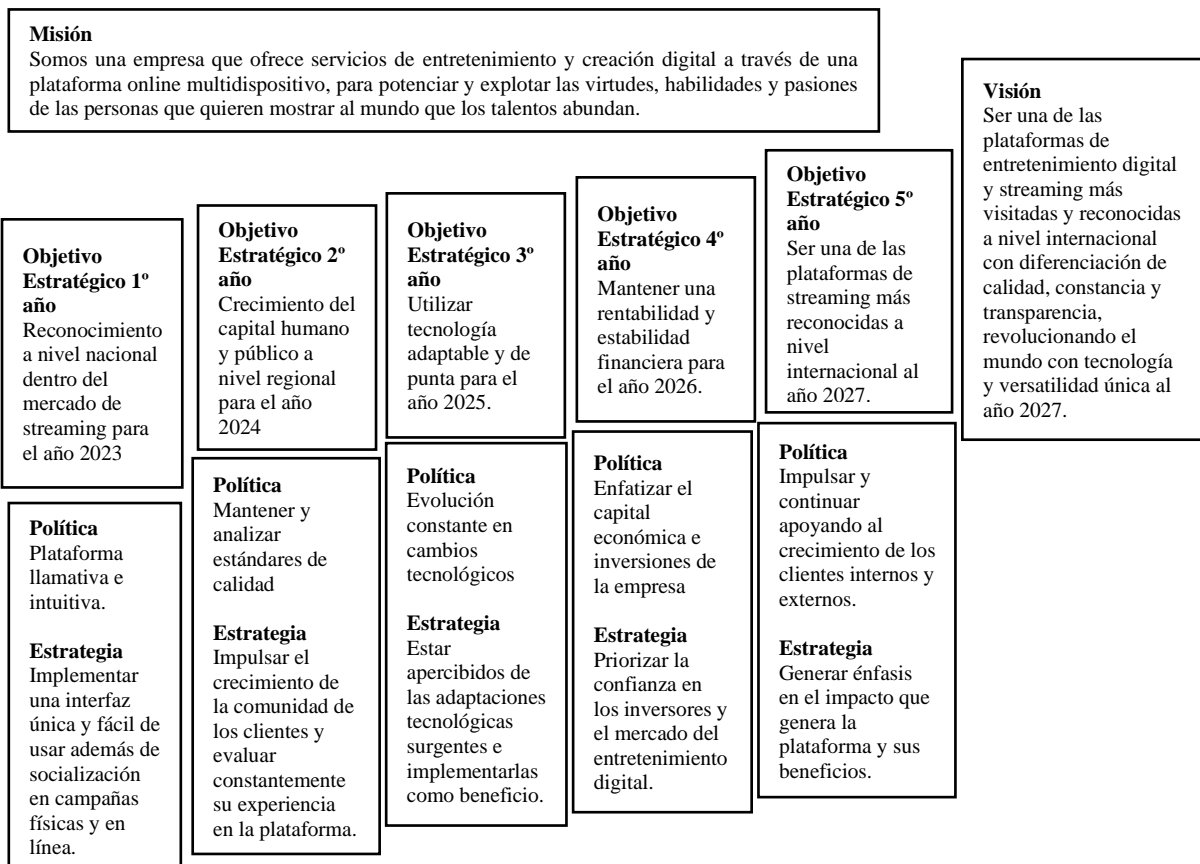 Misión
Somos una empresa que ofrece servicios de entretenimiento y creación digital a través de una
plataforma online multidispositivo, para potenciar y explotar las virtudes, habilidades y pasiones
de las personas que quieren mostrar al mundo que los talentos abundan.
Objetivo
Estratégico 1º
año
Reconocimiento
a nivel nacional
dentro del
mercado de
streaming para
el año 2023
Política
Plataforma
llamativa e
intuitiva.
Estrategia
Implementar
una interfaz
única y fácil de
usar además de
socialización
en campañas
físicas y en
línea.
Objetivo
Estratégico 2º
año
Crecimiento del
capital humano
y público a
nivel regional
para el año
2024
Política
Mantener y
analizar
estándares de
calidad
Estrategia
Impulsar el
crecimiento de
la comunidad de
los clientes y
evaluar
constantemente
su experiencia
en la plataforma.
Objetivo
Estratégico 3º
año
Utilizar
tecnología
adaptable y de
punta para el
año 2025.
Política
Evolución
constante en
cambios
tecnológicos
Estrategia
Estar
apercibidos de
las adaptaciones
tecnológicas
surgentes e
implementarlas
como beneficio.
Objetivo
Estratégico 4º
año
Mantener una
rentabilidad y
estabilidad
financiera para
el año 2026.
Política
Enfatizar el
capital
económica e
inversiones de
la empresa
Estrategia
Priorizar la
confianza en
los inversores y
el mercado del
entretenimiento
digital.
Objetivo
Estratégico 5º
año
Ser una de las
plataformas de
streaming más
reconocidas a
nivel
internacional al
año 2027.
Política
Impulsar y
continuar
apoyando al
crecimiento de los
clientes internos y
externos.
Estrategia
Generar énfasis
en el impacto que
genera la
plataforma y sus
beneficios.
Visión
Ser una de las
plataformas de
entretenimiento digital
y streaming más
visitadas y reconocidas
a nivel internacional
con diferenciación de
calidad, constancia y
transparencia,
revolucionando el
mundo con tecnología
y versatilidad única al
año 2027.